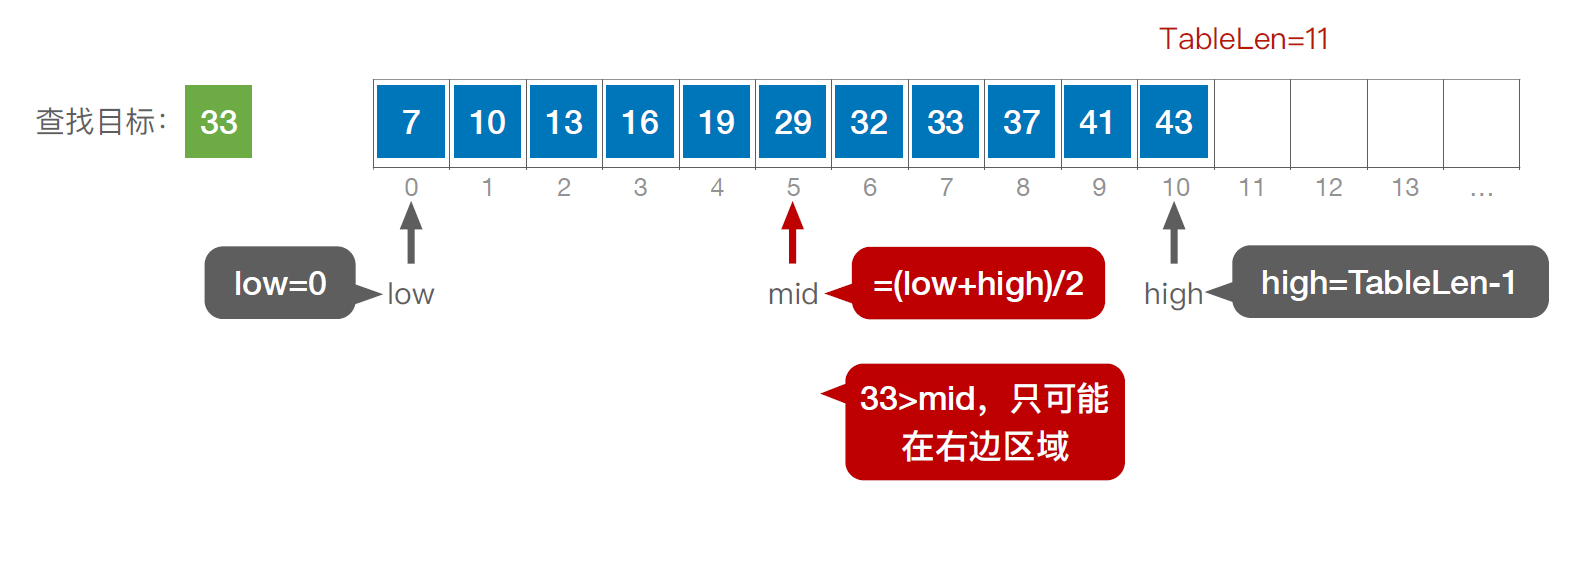 TableLen=11
查找目标： 33
7 10 13 16 19 29 32 33 37 41 43
0 1 2 3 4 5 6 7 8 9 10 11 12 13 ...
low=0 low mid =(low+high)/2 high high=TableLen-1
33>mid，只可能
在右边区域